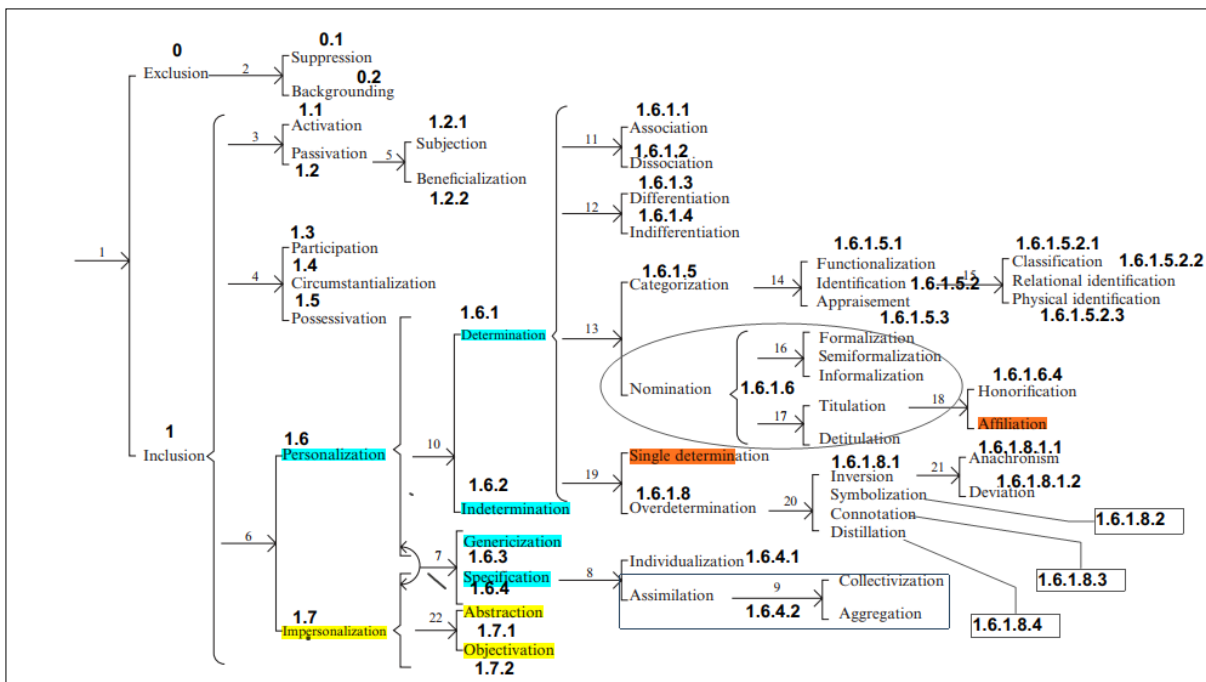 0
0.1
Suppression
Exclusion
2
0.2
Backgrounding
1.1
Activation
3
Passivation
1.2
5
1.2.1
Subjection
Beneficialization
1.2.2
1
1.3
Participation
4
1.4
Circumstantialization
1.5
Possessivation
1.6.1.1
Association
11
1.6.1.2
Dissociation
1.6.1.3
Differentiation
12
1.6.1.4
Indifferentiation
1.6.1
Determination
13
1.6.1.5
Categorization
14
1.6.1.5.1
Functionalization
Identification
1.6.1.5.2
Appraisement
1.6.1.5.3
15
1.6.1.5.2.1
Classification
1.6.1.5.2.2
Relational identification
Physical identification
1.6.1.5.2.3
Nomination
1.6.1.6
16
Formalization
Semiformalization
Informalization
17
Titulation
Detitulation
18
1.6.1.6.4
Honorification
Affiliation
1
Inclusion
1.6
Personalization
10
1.6.2
Indetermination
19
Single determination
1.6.1.8
Overdetermination
20
1.6.1.8.1
Inversion
Symbolization
Connotation
Distillation
21
1.6.1.8.1.1
Anachronism
1.6.1.8.1.2
Deviation
1.6.1.8.2
1.6.1.8.3
1.6.1.8.4
6
7
Genericization
1.6.3
Specification
1.6.4
8
Individualization
1.6.4.1
Assimilation
9
1.6.4.2
Collectivization
Aggregation
1.7
Impersonalization
22
Abstraction
1.7.1
Objectivation
1.7.2